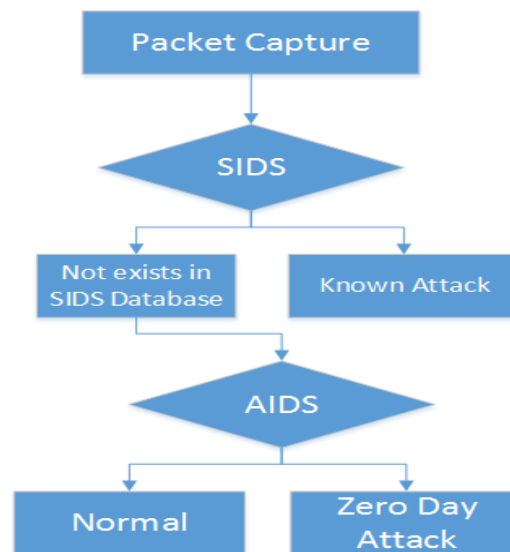 Packet Capture
SIDS
Not exists in
SIDS Database
Known Attack
AIDS
Normal
Zero Day
Attack